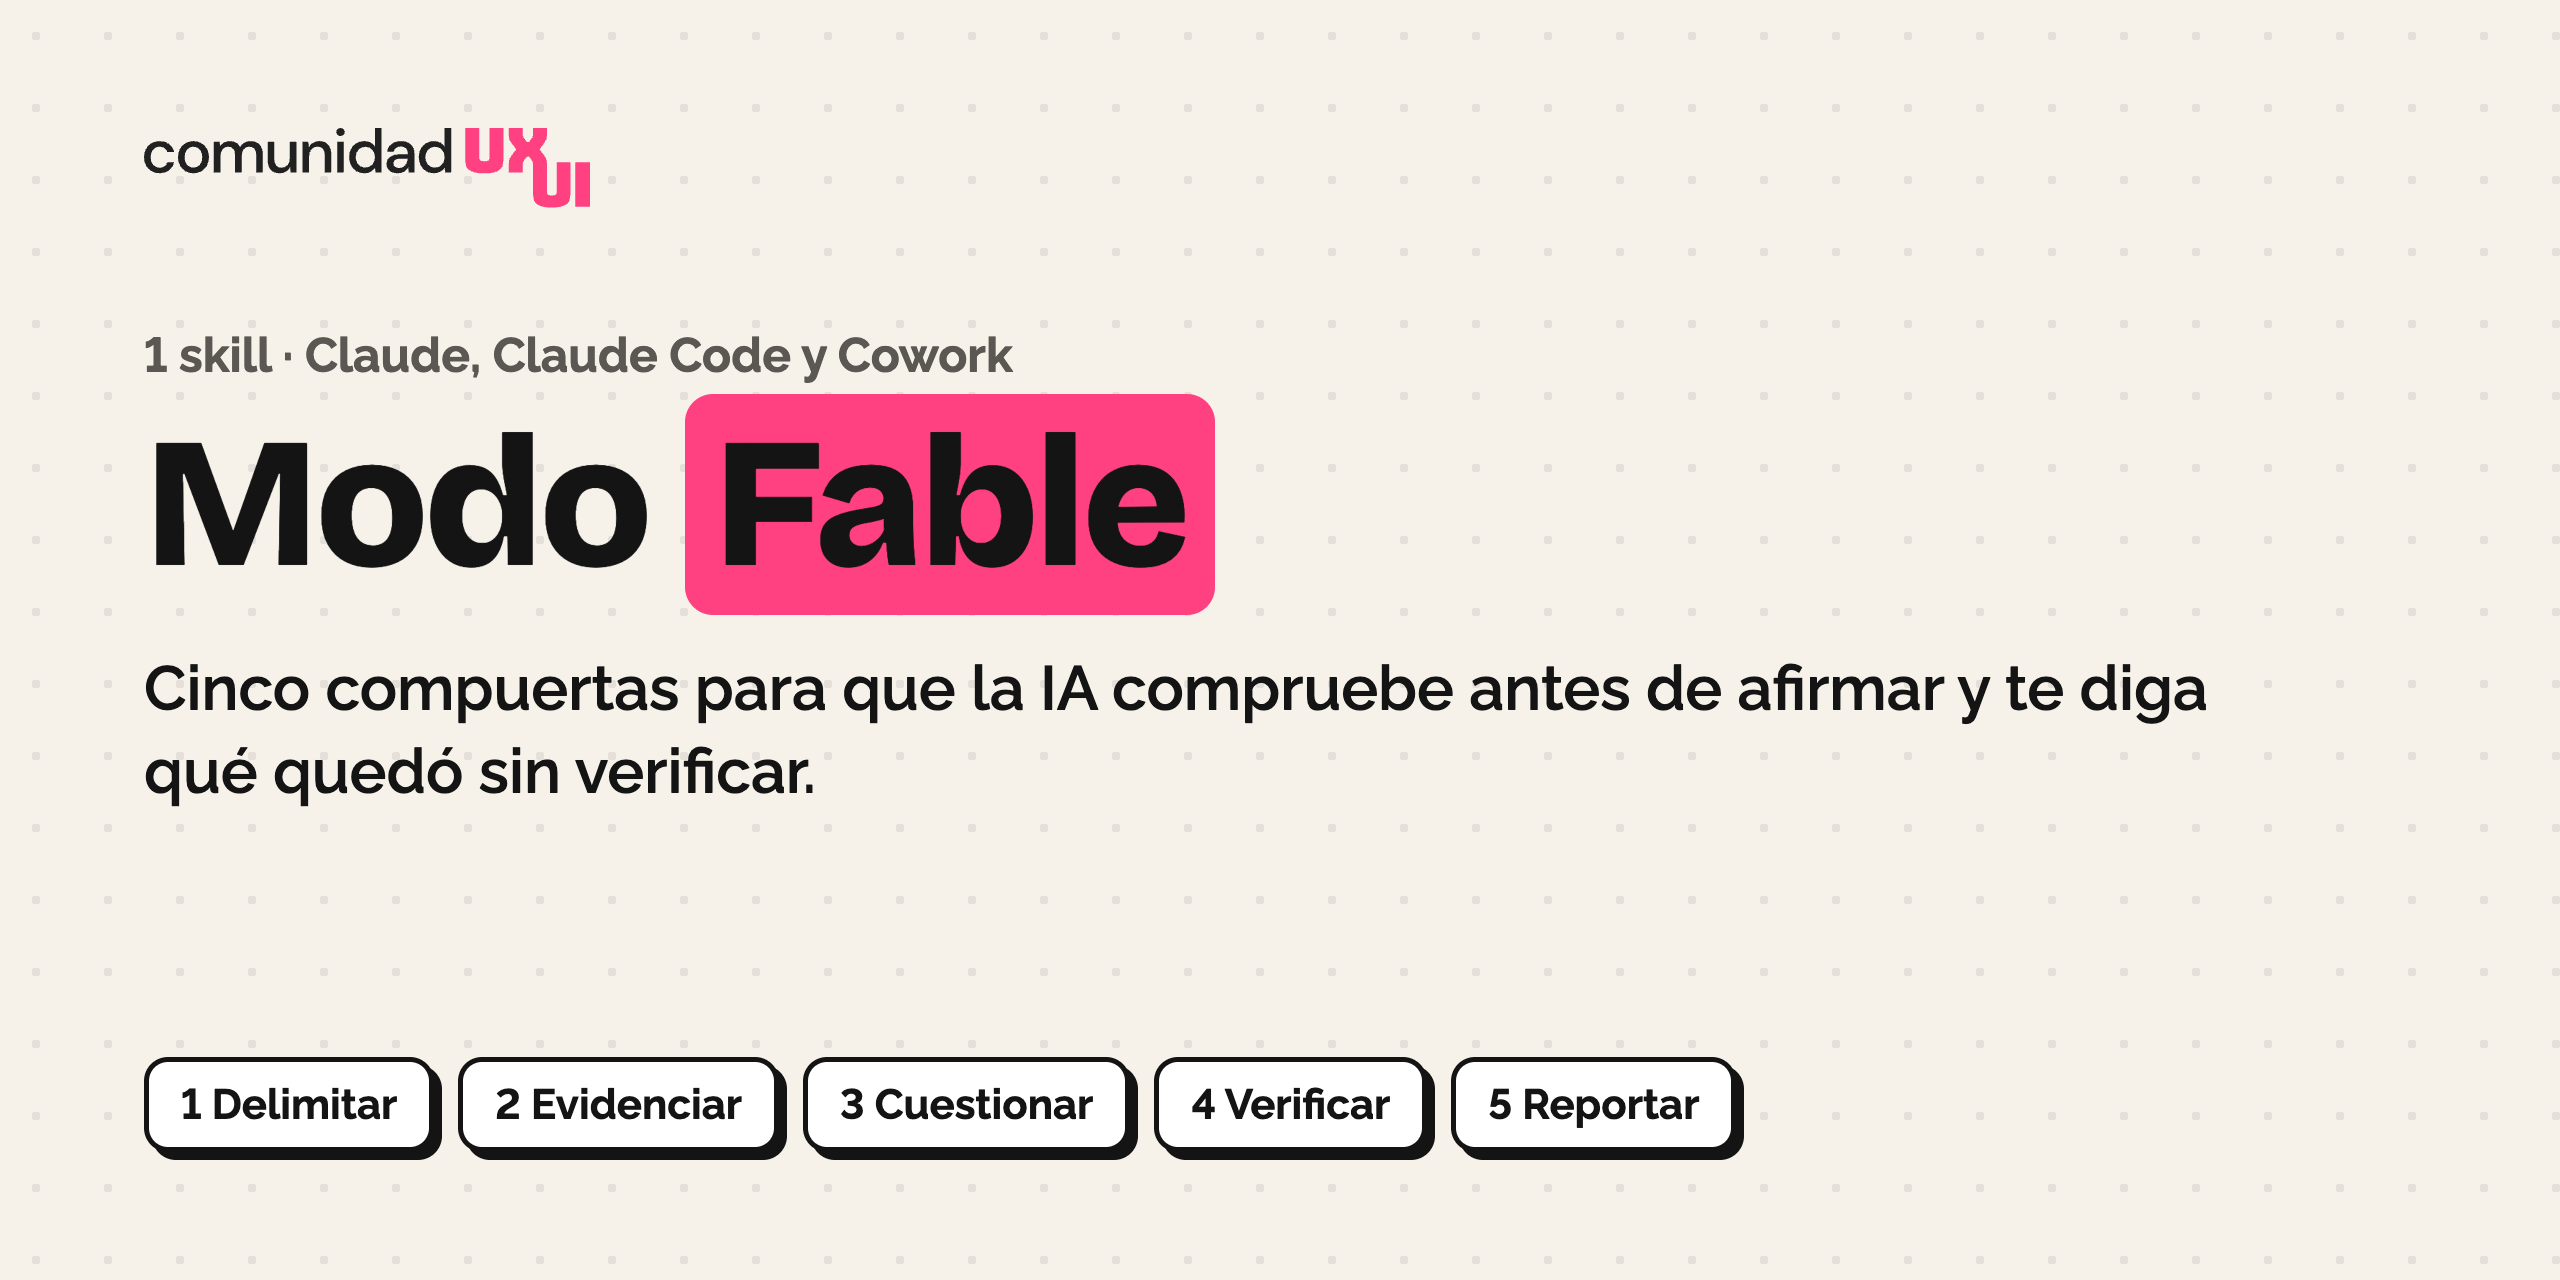 comunidad UX
UI
1 skill · Claude, Claude Code y Cowork
Modo Fable
Cinco compuertas para que la IA compruebe antes de afirmar y te diga
qué quedó sin verificar.
1 Delimitar 2 Evidenciar 3 Cuestionar 4 Verificar 5 Reportar